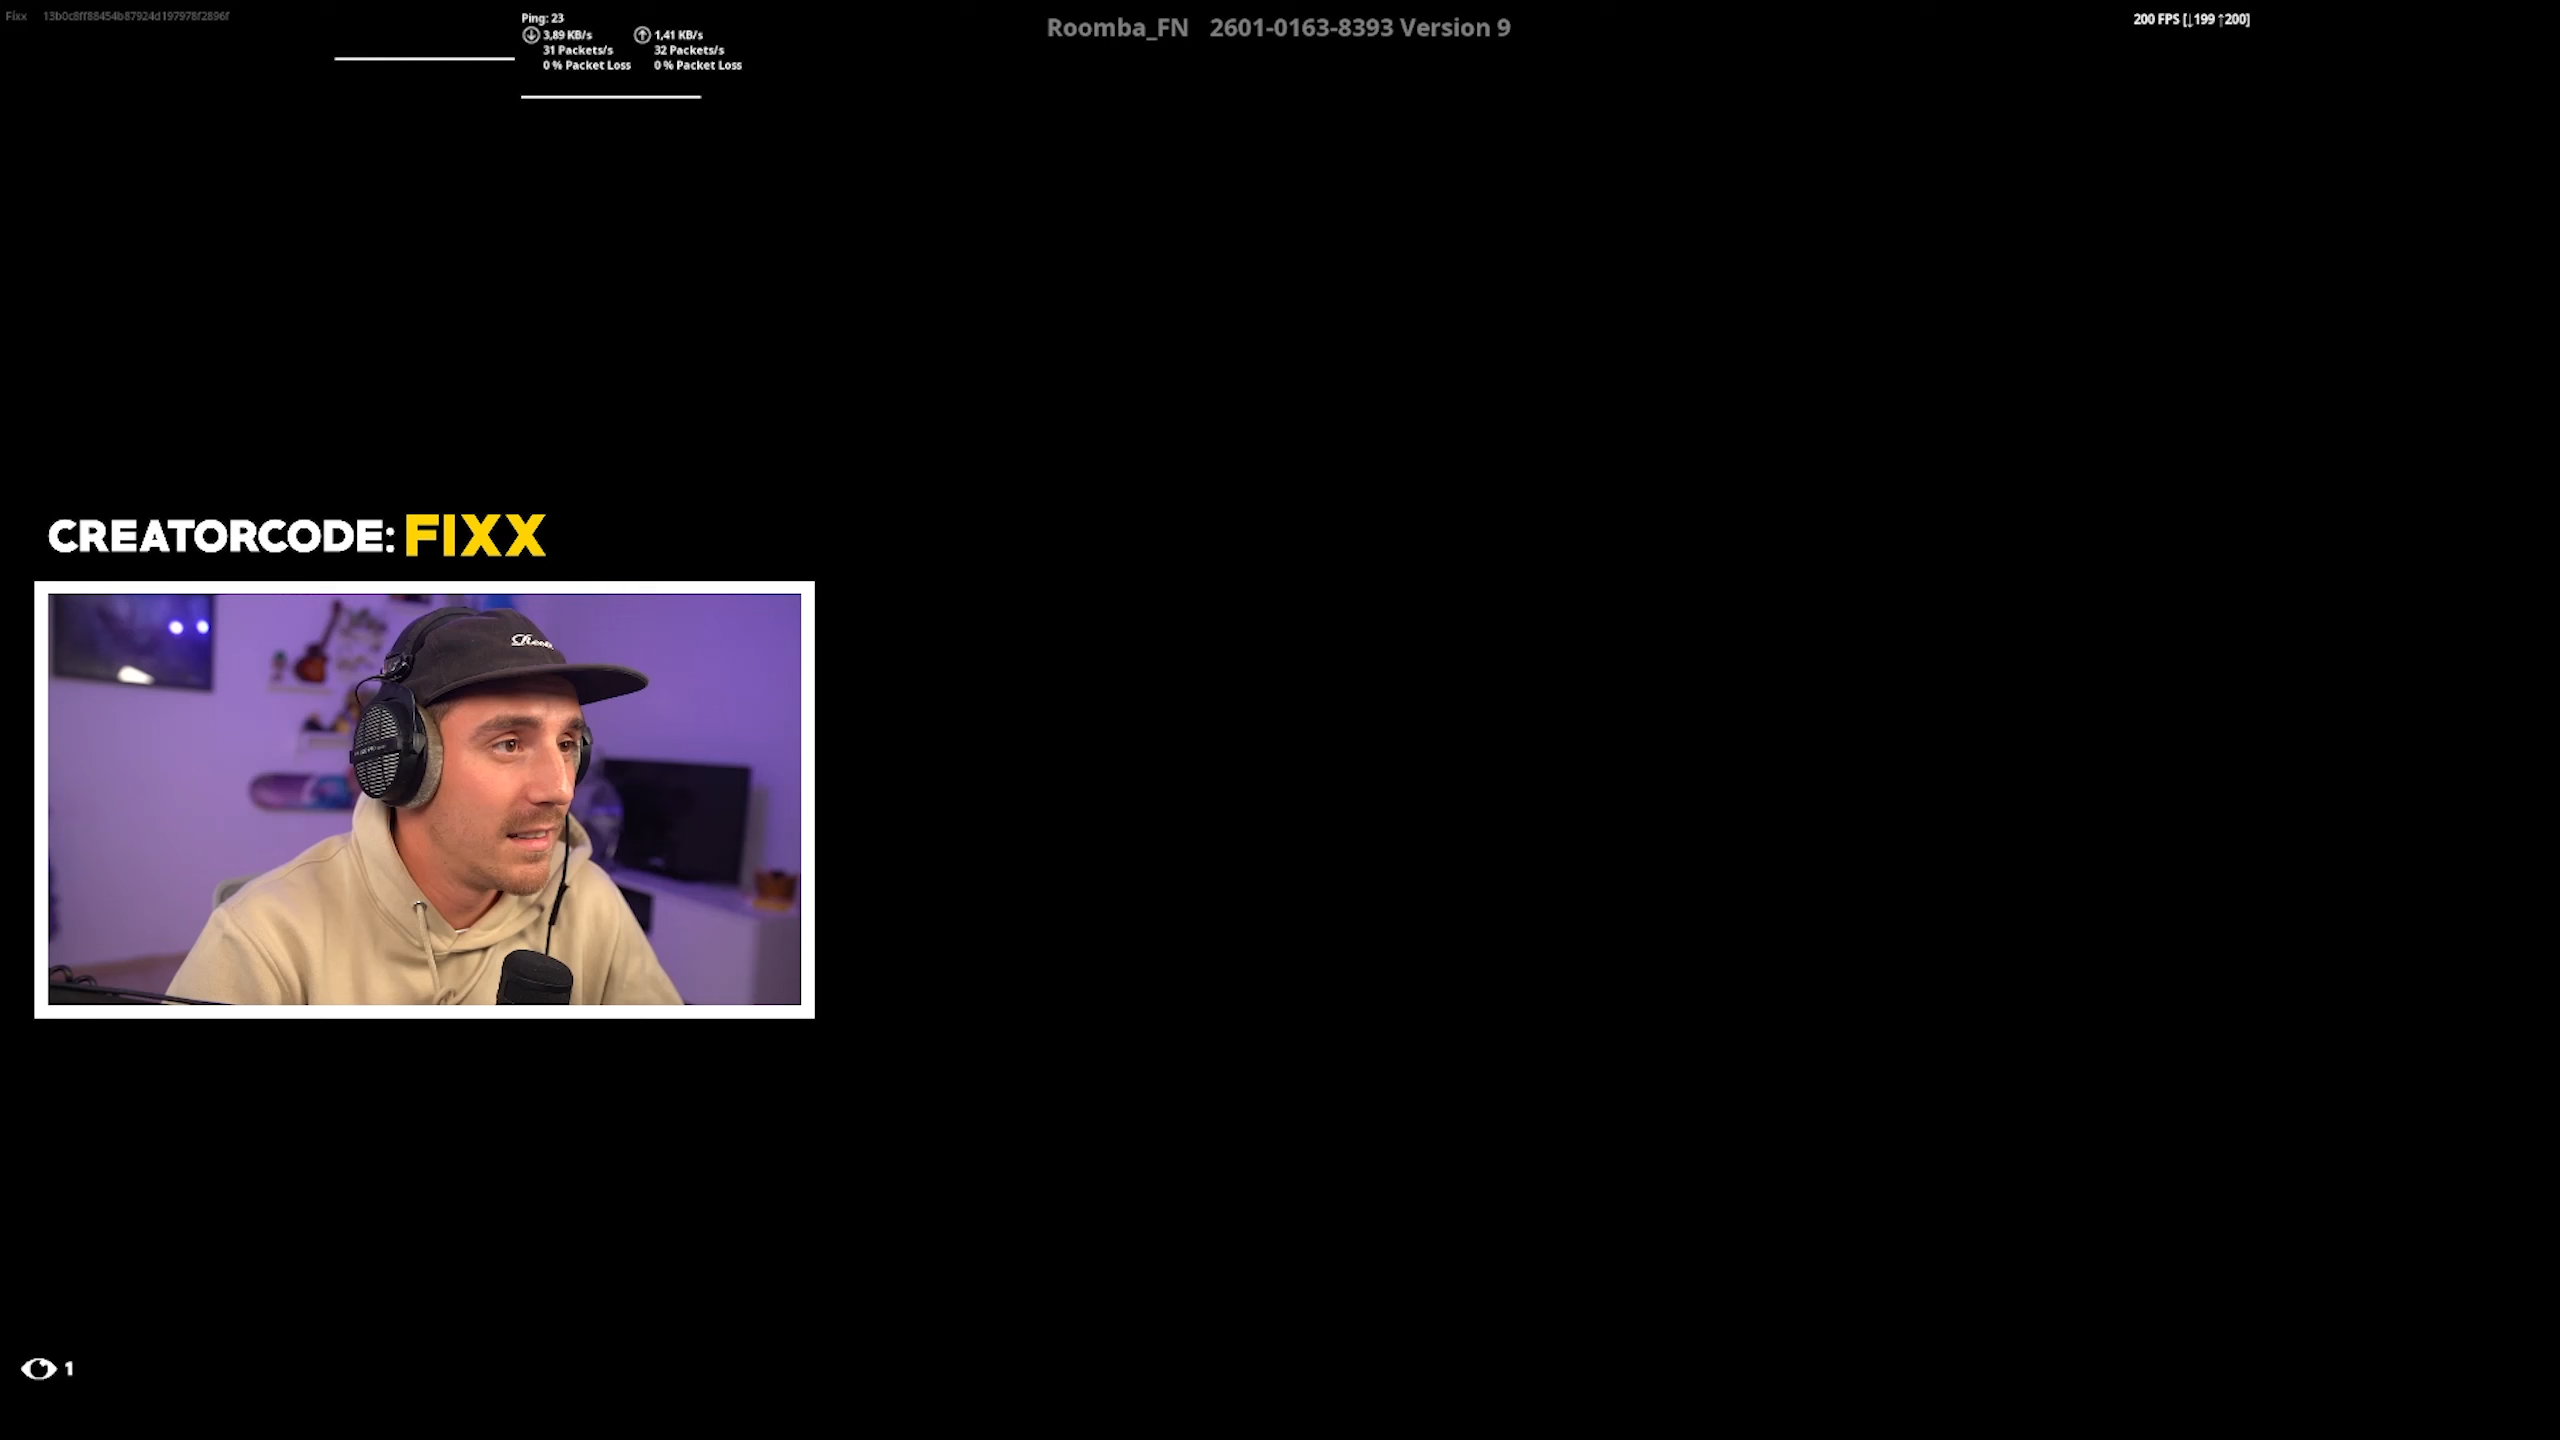 Fixx
Ping: 23
3,89 KB/s 1,41 KB/s
31 Packets/s 32 Packets/s
0 % Packet Loss 0 % Packet Loss
Roomba_FN 2601-0163-8393 Version 9
200 FPS [↓199 ↑200]
CREATORCODE: FIXX
1